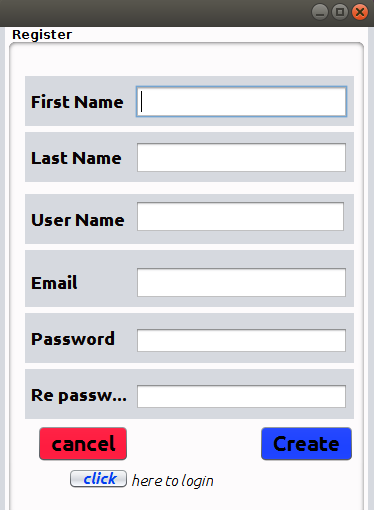 Register
First Name
Last Name
User Name
Email
Password
Re passw...
cancel Create
click here to login